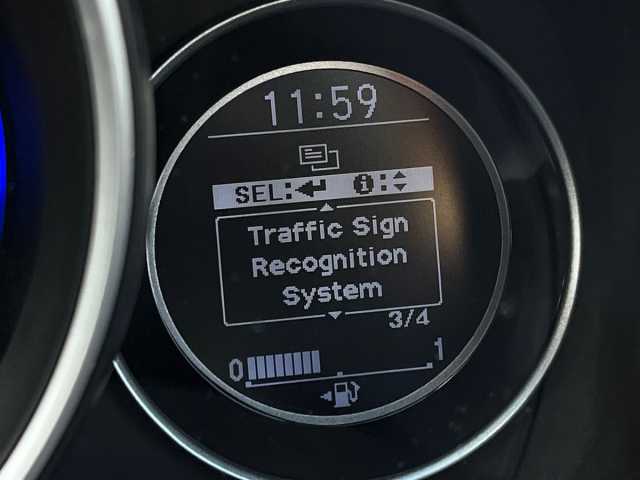 11:59
SEL:↵ i:
Traffic Sign
Recognition
System
3/4
0 1